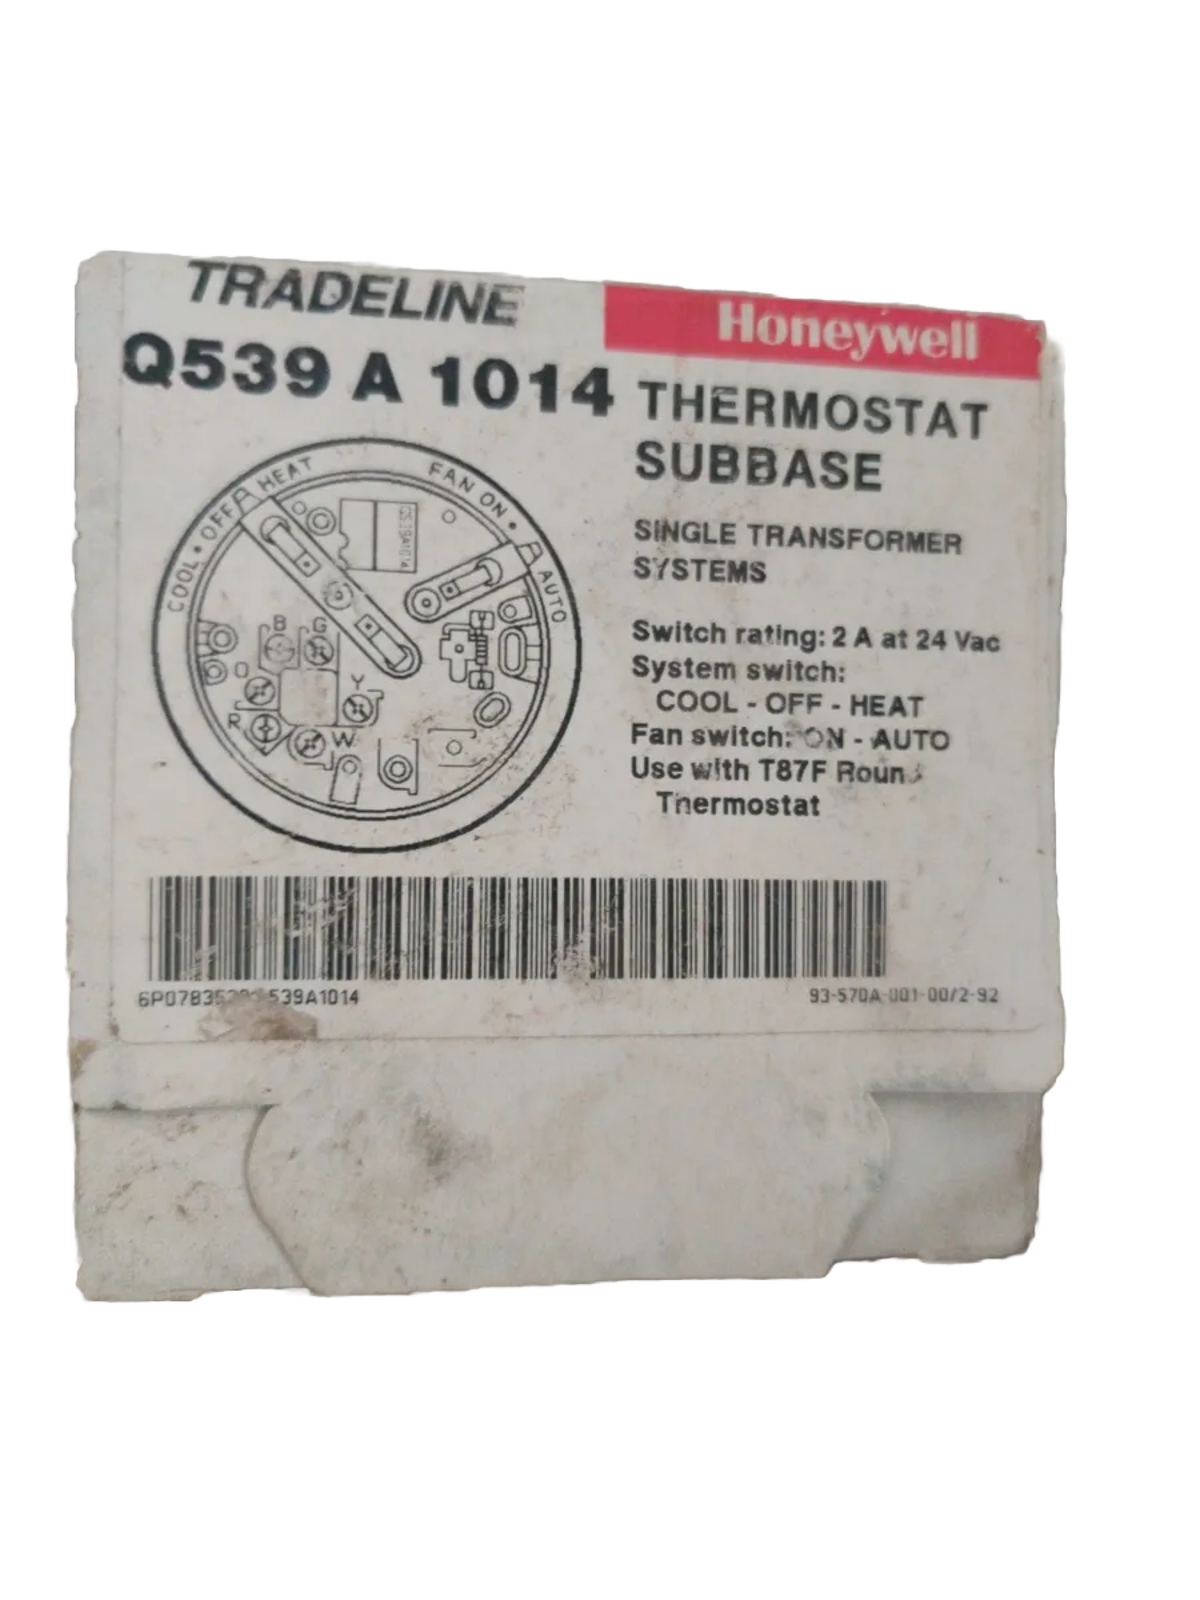 TRADELINE
Honeywell
Q539 A 1014
THERMOSTAT
SUBBASE
SINGLE TRANSFORMER
SYSTEMS
Switch rating: 2 A at 24 Vac
System switch:
COOL - OFF - HEAT
Fan switch: ON - AUTO
Use with T87F Round
Thermostat
COOL • OFF HEAT
FAN ON • AUTO
Q539A1014
B G
O
Y
R
W
539A1014
93-570A-001-00/2-92